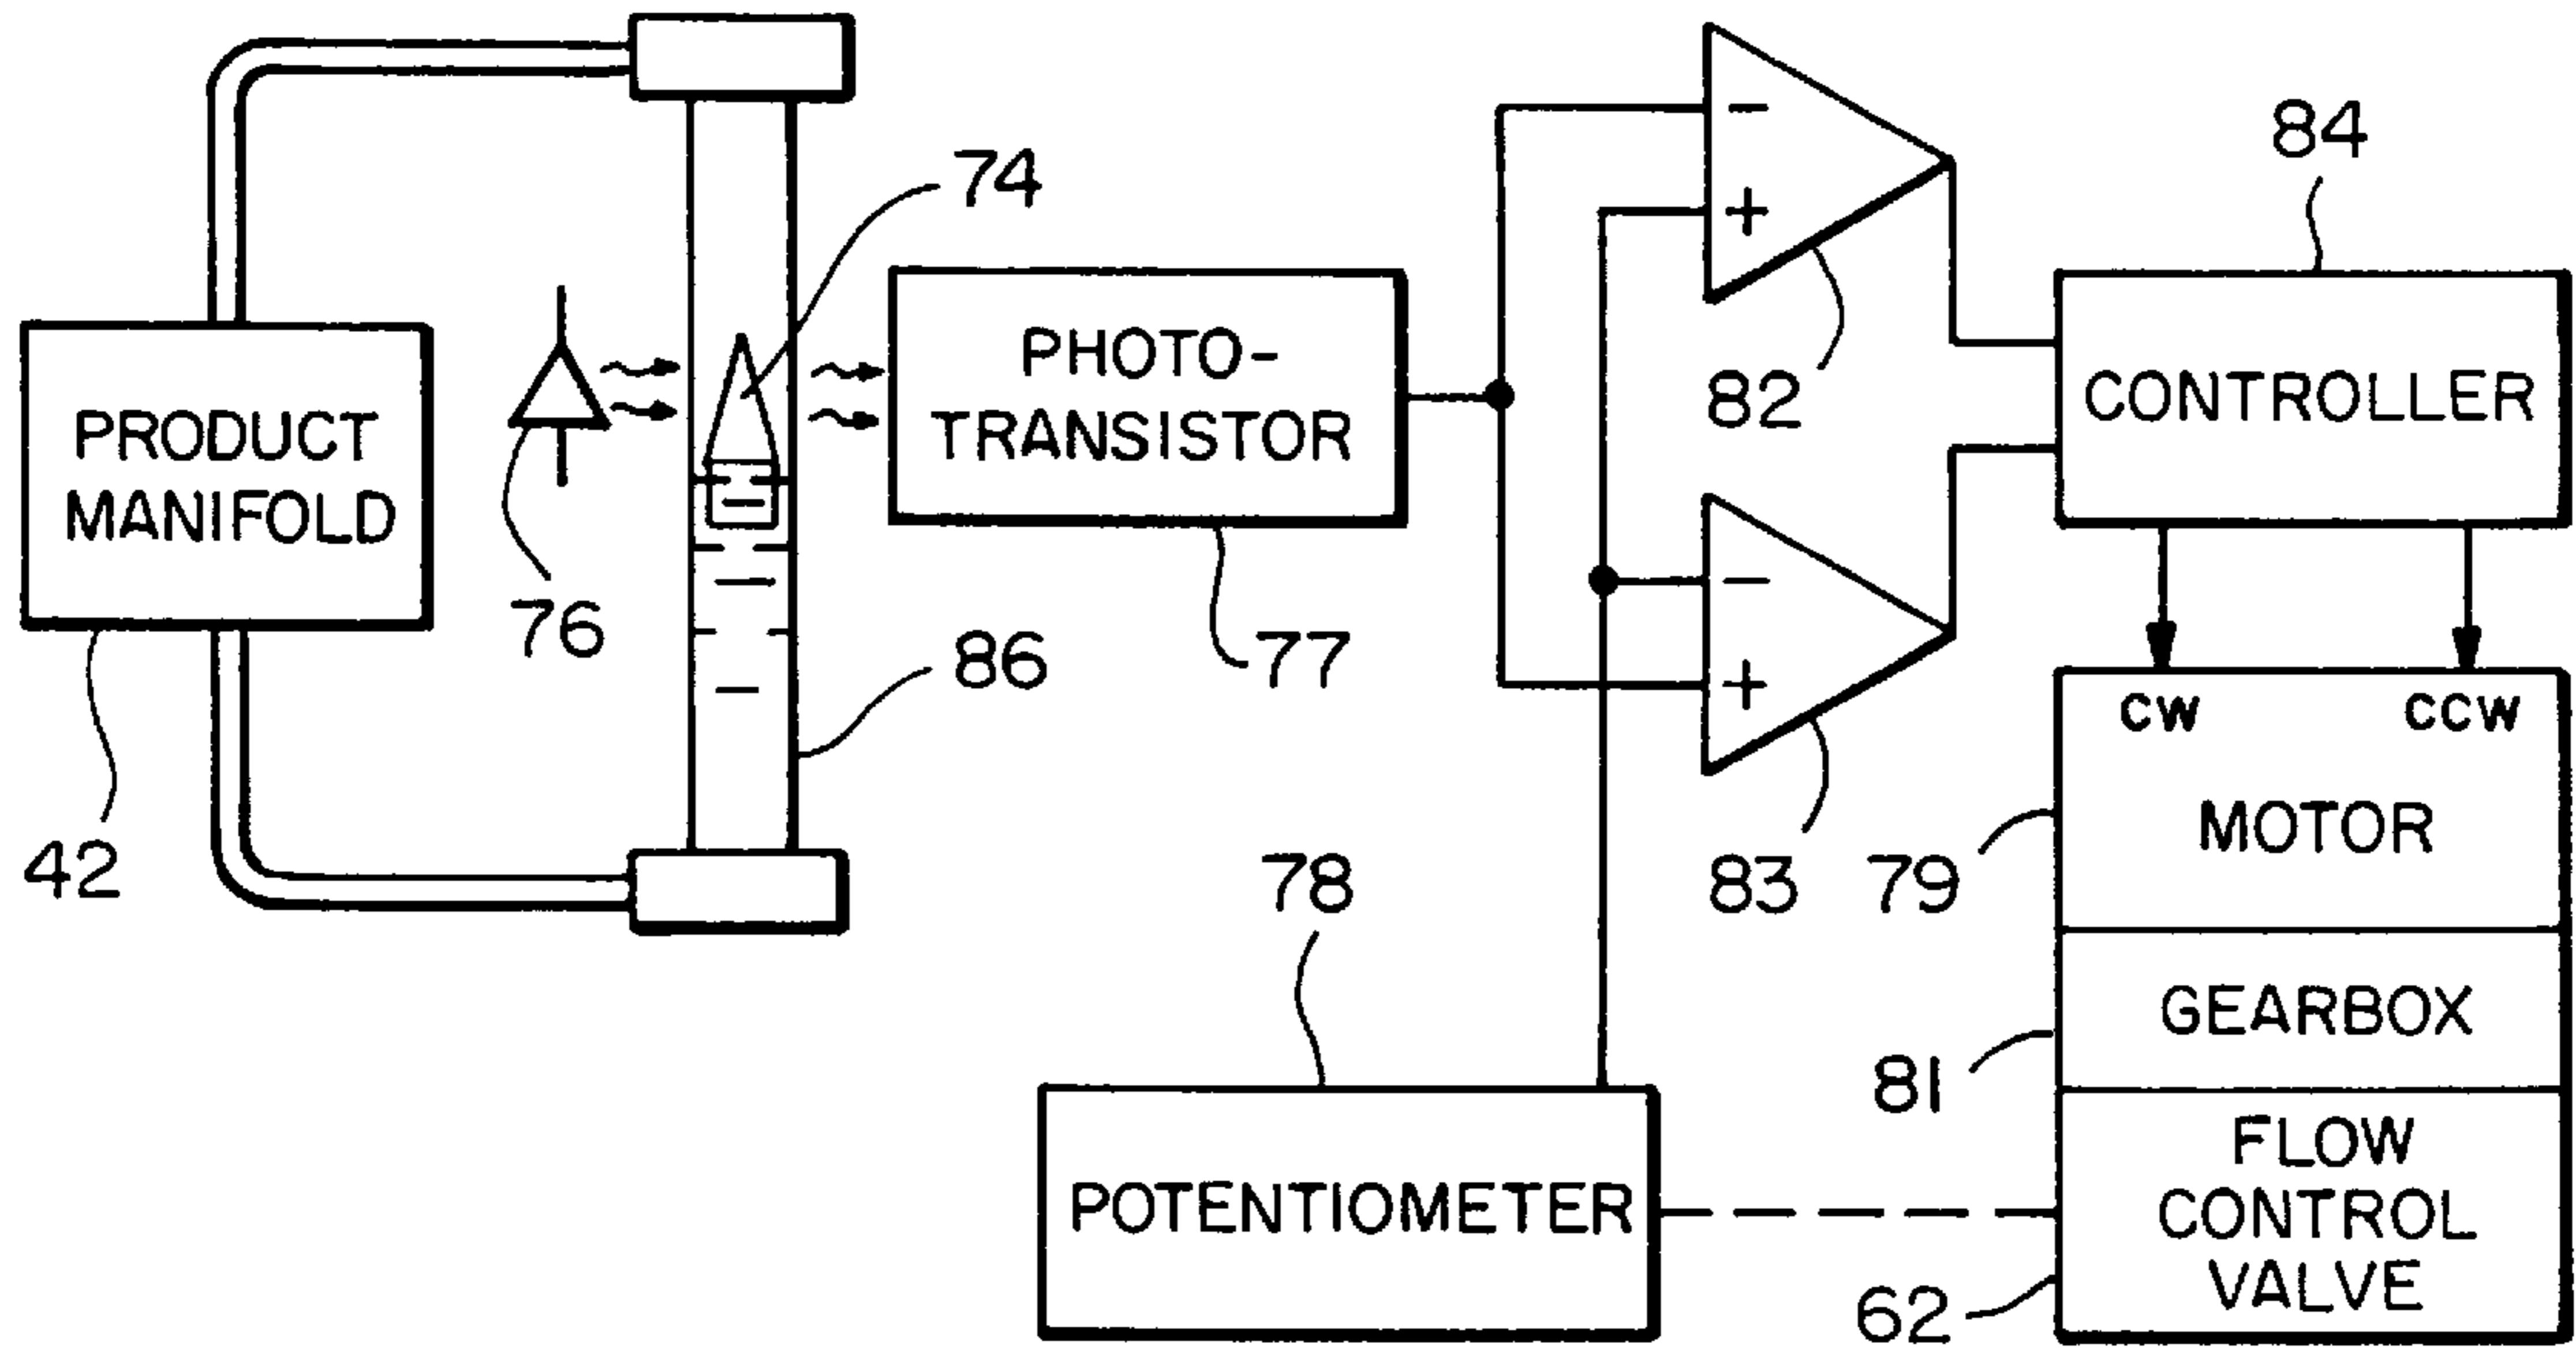 PRODUCT
MANIFOLD
42
76
74
86
PHOTO-
TRANSISTOR
77
-
+
82
-
+
83
84
CONTROLLER
CW CCW
MOTOR
79
GEARBOX
81
FLOW
CONTROL
VALVE
62
78
POTENTIOMETER